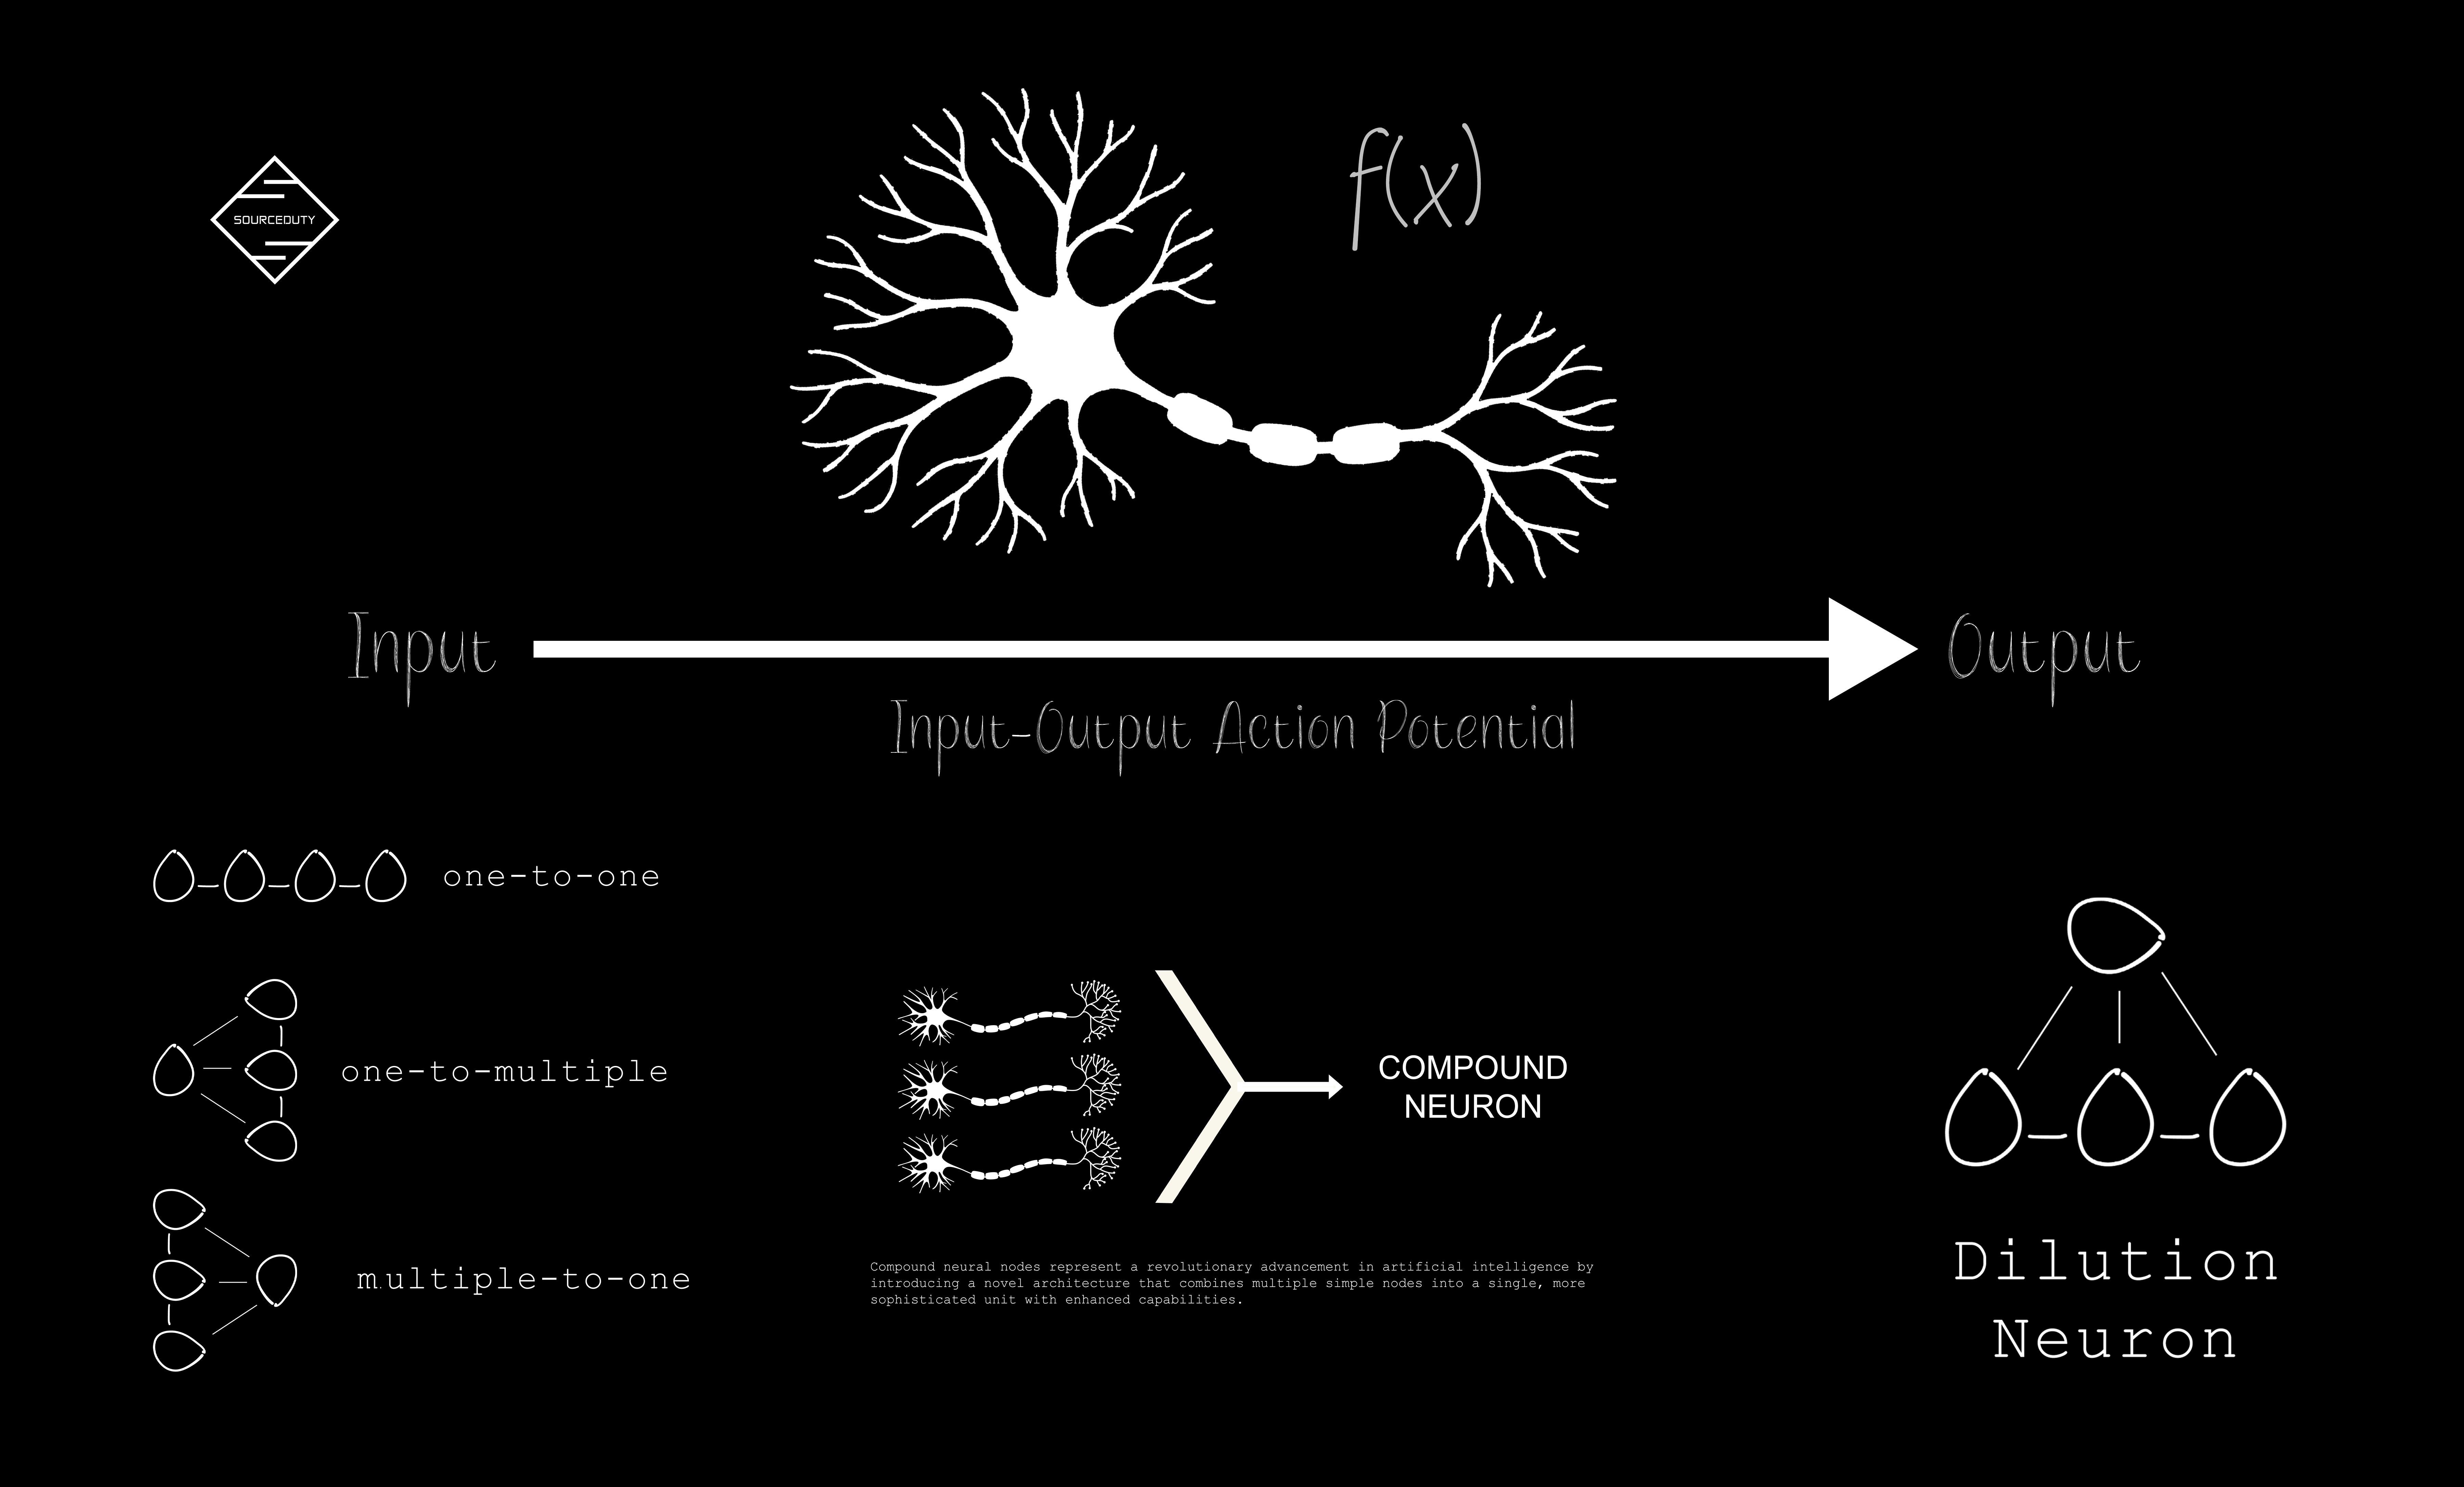 SOURCEDUTY
f(x)
Input
Output
Input-Output Action Potential
one-to-one
one-to-multiple
multiple-to-one
COMPOUND
NEURON
Compound neural nodes represent a revolutionary advancement in artificial intelligence by
introducing a novel architecture that combines multiple simple nodes into a single, more
sophisticated unit with enhanced capabilities.
Dilution
Neuron